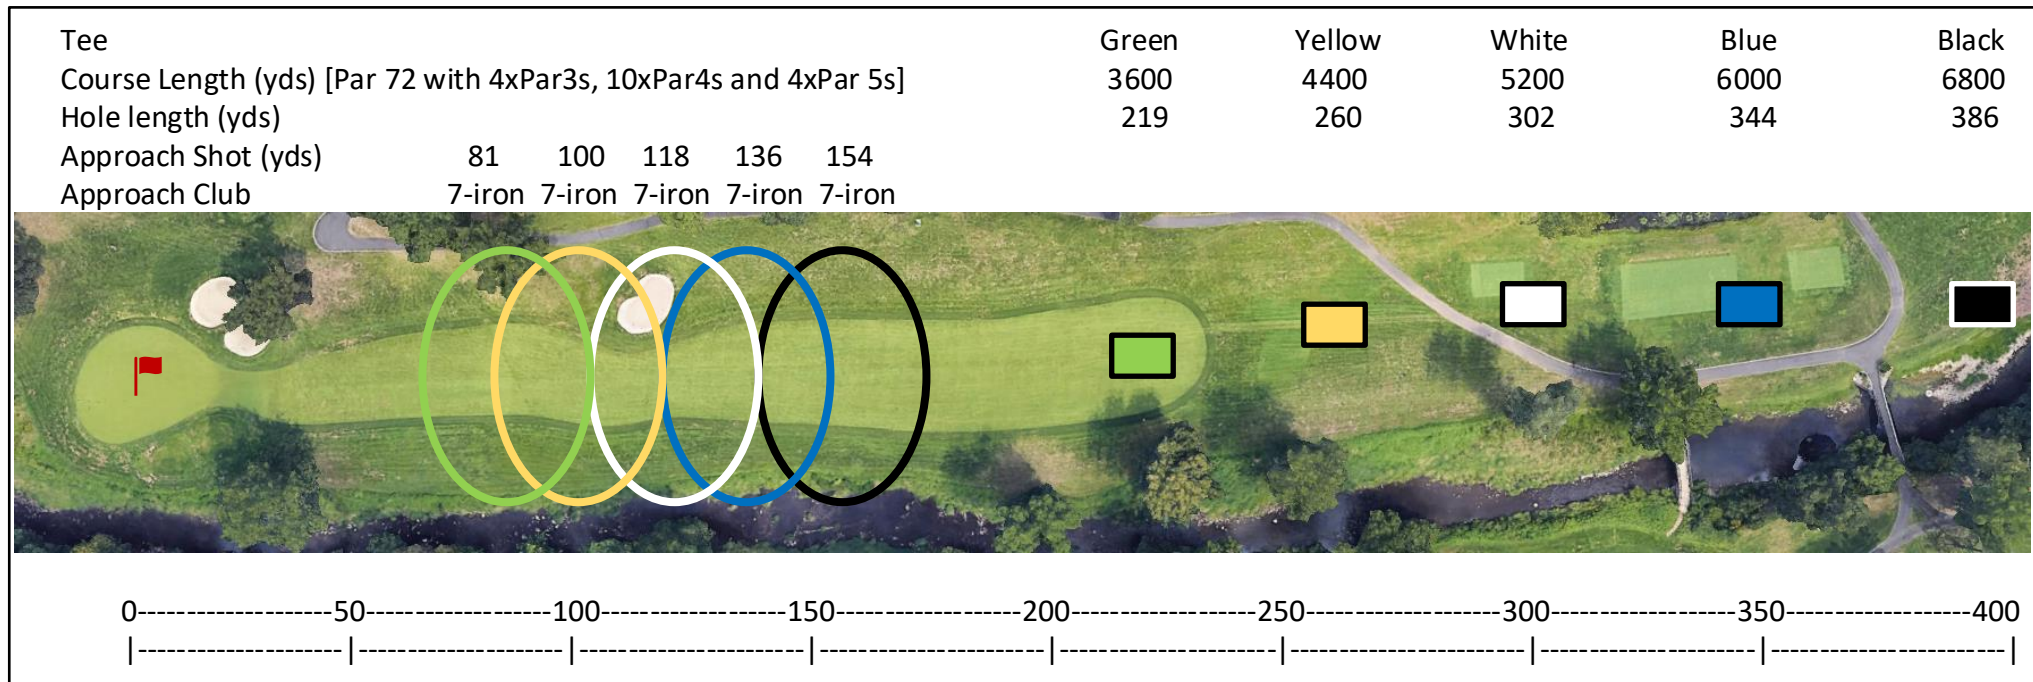 Tee Green Yellow White Blue Black
Course Length (yds) [Par 72 with 4xPar3s, 10xPar4s and 4xPar 5s] 3600 4400 5200 6000 6800
Hole length (yds) 219 260 302 344 386
Approach Shot (yds) 81 100 118 136 154
Approach Club 7-iron 7-iron 7-iron 7-iron 7-iron
0--------------------50-------------------100-------------------150---------------------200-------------------250--------------------300-------------------350-------------------400
|---------------------|---------------------|----------------------|------------------------|----------------------|-------------------------|----------------------|------------------------|